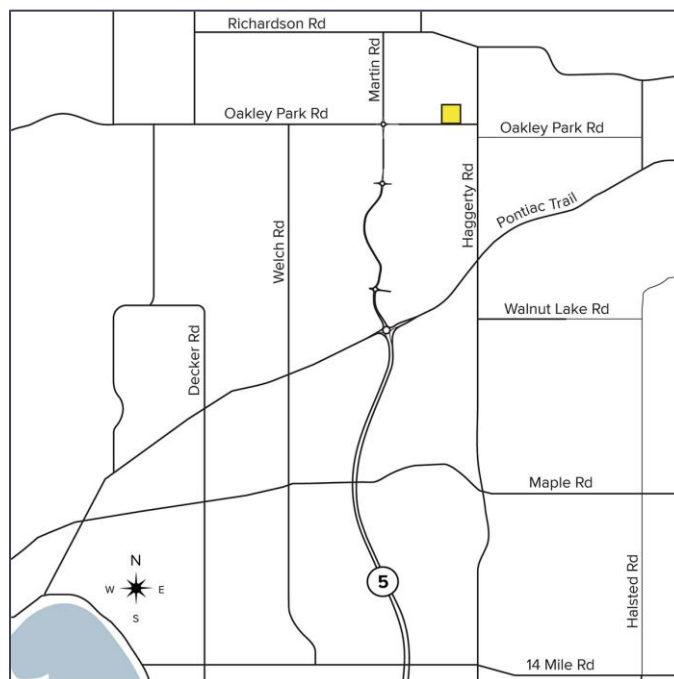 Richardson Rd
Martin Rd
Oakley Park Rd
Oakley Park Rd
Haggerty Rd
Pontiac Trail
Welch Rd
Walnut Lake Rd
Decker Rd
Maple Rd
N
W E
S
5
Halsted Rd
14 Mile Rd